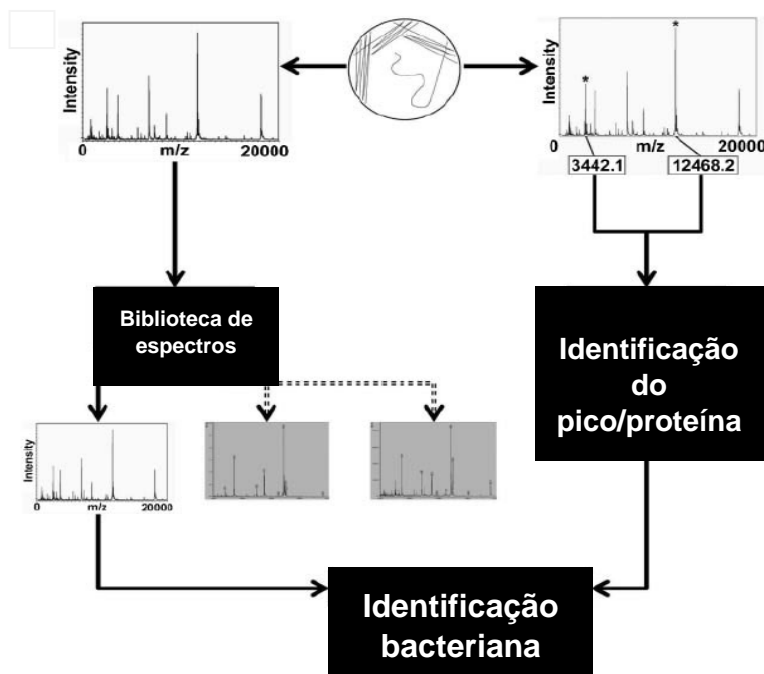 Intensity
0
m/z
20000
*
*
Intensity
0
m/z
20000
3442.1
12468.2
Biblioteca de
espectros
Identificação
do
pico/proteína
Intensity
0
m/z
20000
Identificação
bacteriana